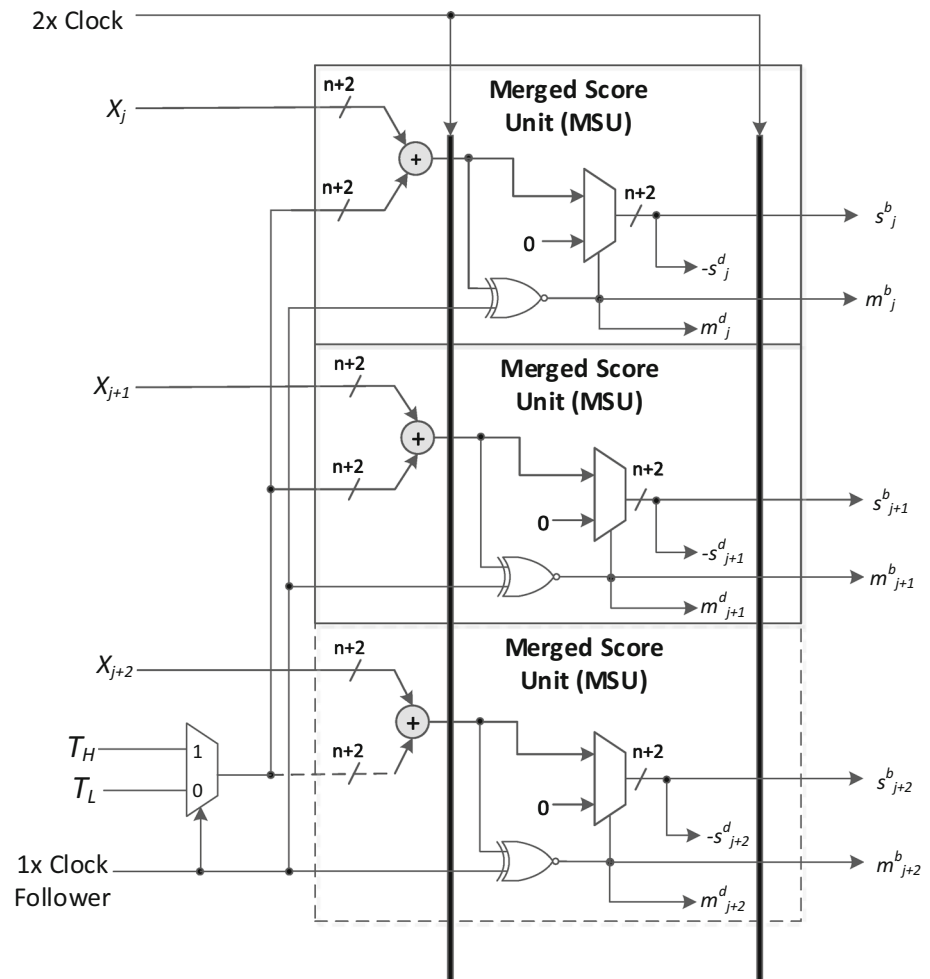 2x Clock
n+2
Merged Score
Unit (MSU)
X_j
+
n+2
n+2
0
s^b_j
-s^d_j
m^b_j
m^d_j
n+2
Merged Score
Unit (MSU)
X_{j+1}
+
n+2
n+2
0
s^b_{j+1}
-s^d_{j+1}
m^b_{j+1}
m^d_{j+1}
n+2
Merged Score
Unit (MSU)
X_{j+2}
+
n+2
n+2
T_H
1
T_L
0
0
s^b_{j+2}
-s^d_{j+2}
1x Clock
Follower
m^b_{j+2}
m^d_{j+2}